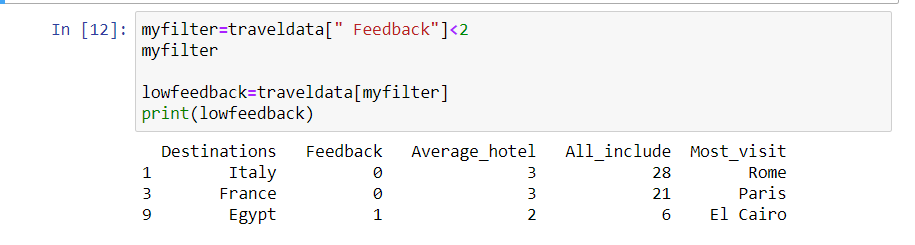 In [12]: myfilter=traveldata[" Feedback"]<2
myfilter
lowfeedback=traveldata[myfilter]
print(lowfeedback)
Destinations Feedback Average_hotel All_include Most_visit
1 Italy 0 3 28 Rome
3 France 0 3 21 Paris
9 Egypt 1 2 6 El Cairo